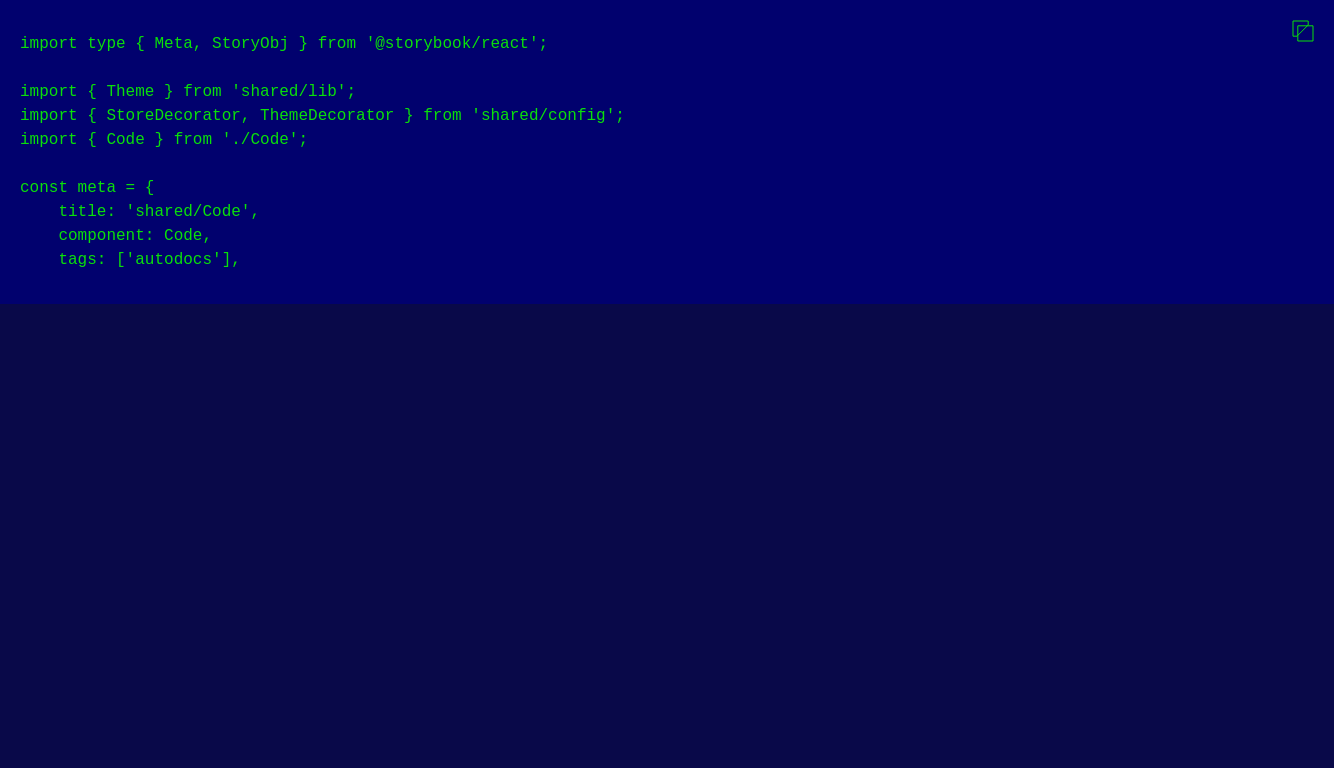 import type { Meta, StoryObj } from '@storybook/react';

import { Theme } from 'shared/lib';
import { StoreDecorator, ThemeDecorator } from 'shared/config';
import { Code } from './Code';

const meta = {
    title: 'shared/Code',
    component: Code,
    tags: ['autodocs'],